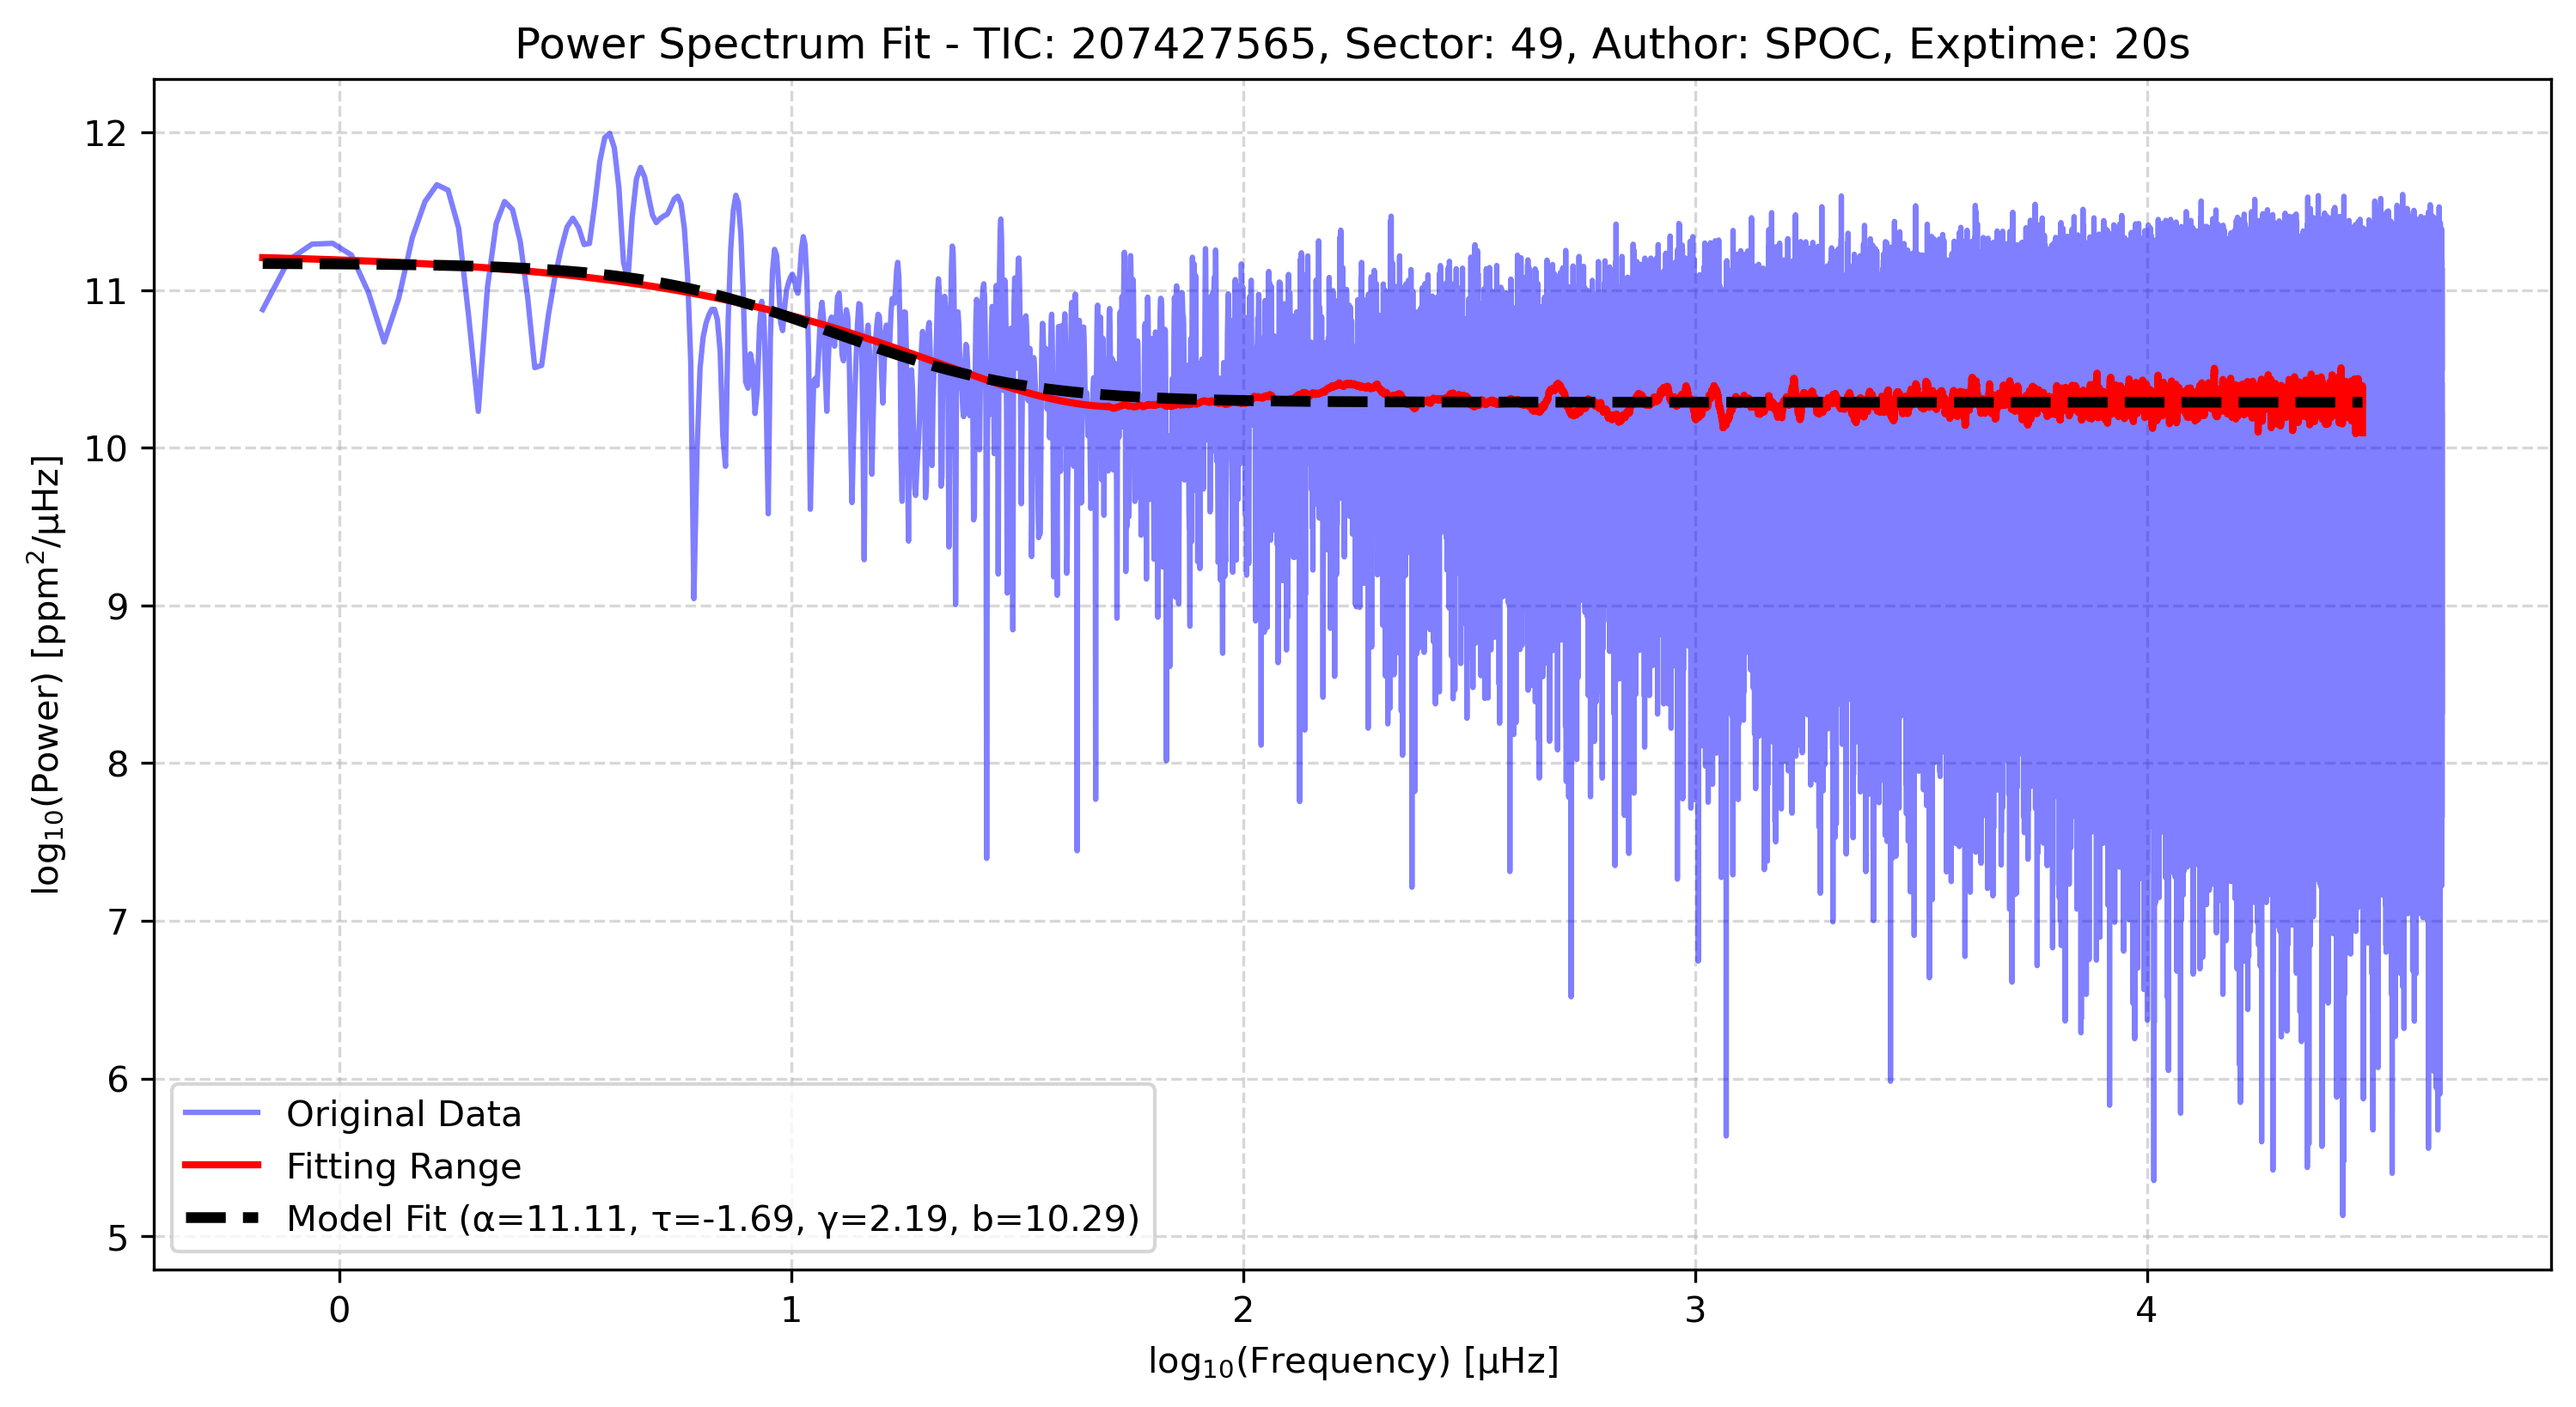 Power Spectrum Fit - TIC: 207427565, Sector: 49, Author: SPOC, Exptime: 20s
log₁₀(Power) [ppm²/μHz]
12
11
10
9
8
7
6
5
Original Data
Fitting Range
Model Fit (α=11.11, τ=-1.69, γ=2.19, b=10.29)
0 1 2 3 4
log₁₀(Frequency) [μHz]